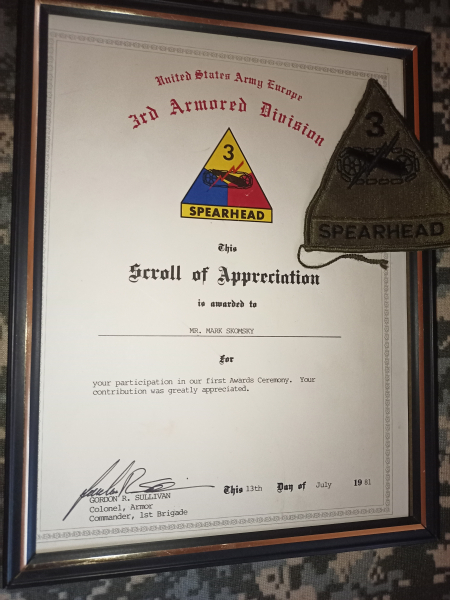 United States Army Europe
3rd Armored Division
3
SPEARHEAD
3
SPEARHEAD
This
Scroll of Appreciation
is awarded to
MR. MARK SKOMSKY
For
your participation in our first Awards Ceremony. Your
contribution was greatly appreciated.
GORDON R. SULLIVAN
Colonel, Armor
Commander, 1st Brigade
This 13th Day of July 1981